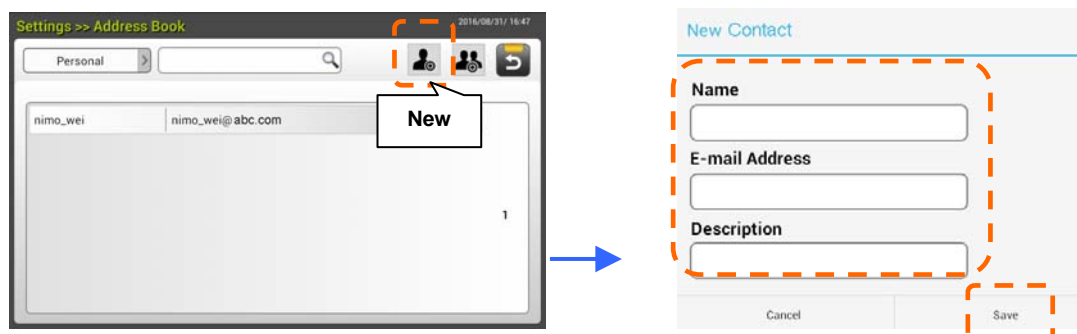 Settings >> Address Book
2016/08/31/ 16:47
Personal
New
nimo_wei
nimo_wei@abc.com
1
New Contact
Name
E-mail Address
Description
Cancel
Save